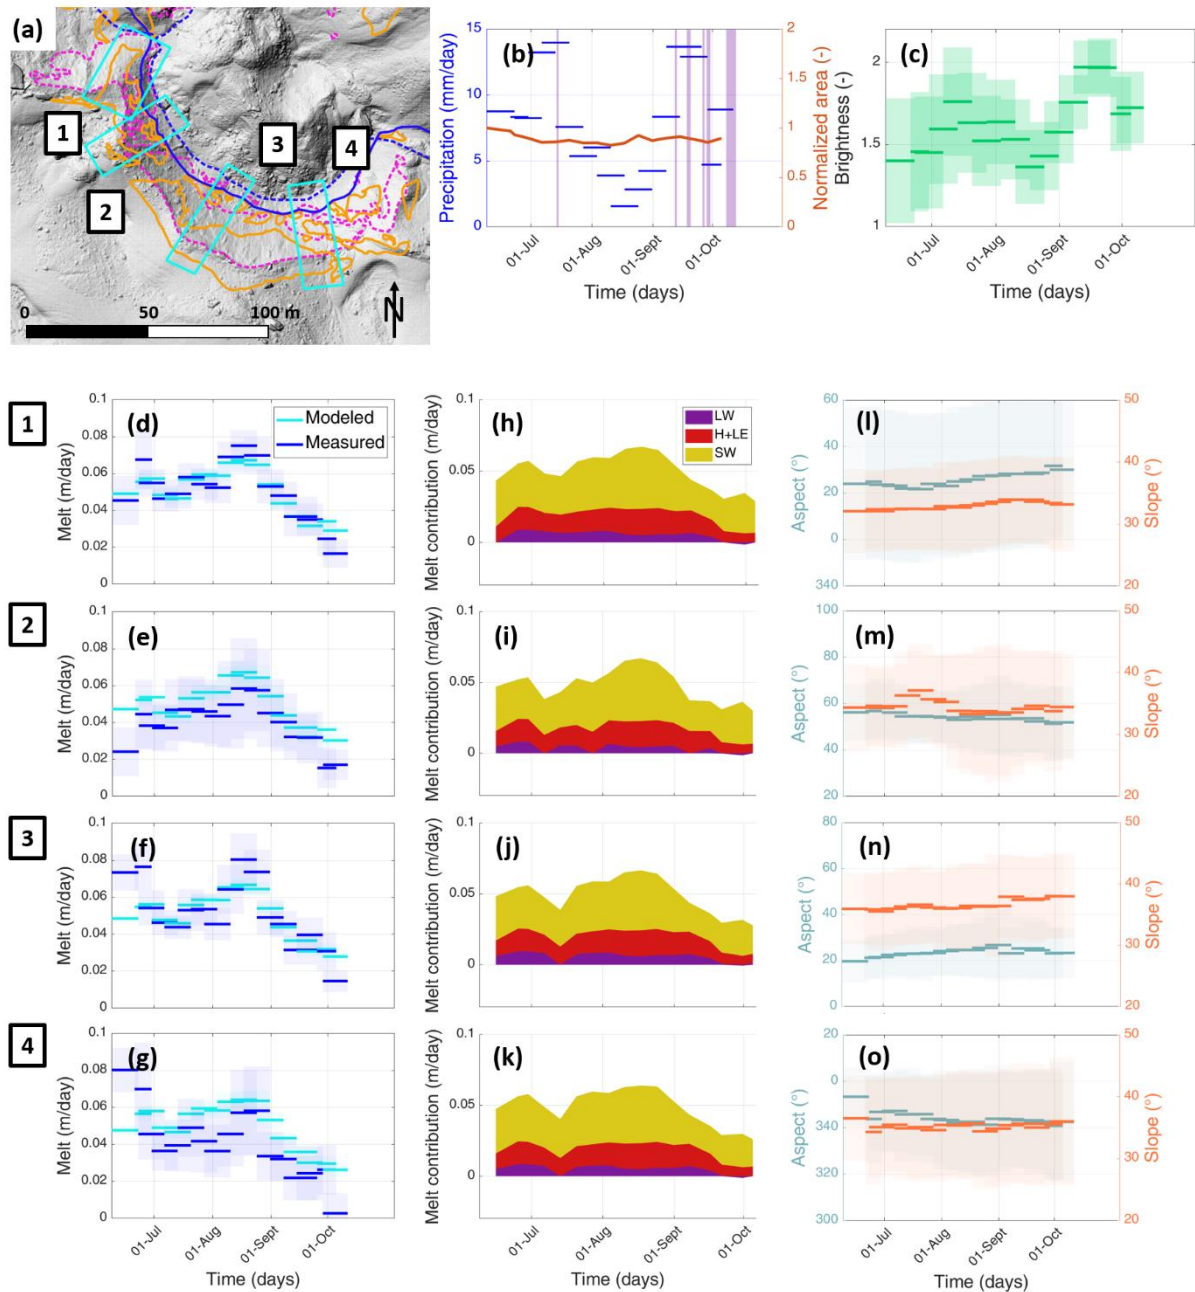 (a)
1
2
3
4
0 50 100 m
N
(b)
Precipitation (mm/day)
15
10
5
0
Normalized area (-)
2
1.5
1
0.5
0
01-Jul 01-Aug 01-Sept 01-Oct
Time (days)
(c)
Brightness (-)
2
1.5
1
01-Jul 01-Aug 01-Sept 01-Oct
Time (days)
1
(d)
Modeled
Measured
Melt (m/day)
0.1
0.08
0.06
0.04
0.02
0
(h)
LW
H+LE
SW
Melt contribution (m/day)
0.1
0.05
0
(l)
Aspect (°)
60
40
20
0
340
Slope (°)
50
40
30
20
2
(e)
Melt (m/day)
0.1
0.08
0.06
0.04
0.02
0
(i)
Melt contribution (m/day)
0.1
0.05
0
(m)
Aspect (°)
100
80
60
40
20
Slope (°)
50
40
30
20
3
(f)
Melt (m/day)
0.1
0.08
0.06
0.04
0.02
0
(j)
Melt contribution (m/day)
0.1
0.05
0
(n)
Aspect (°)
80
60
40
20
0
Slope (°)
50
40
30
20
4
(g)
Melt (m/day)
0.1
0.08
0.06
0.04
0.02
0
01-Jul 01-Aug 01-Sept 01-Oct
Time (days)
(k)
Melt contribution (m/day)
0.1
0.05
0
01-Jul 01-Aug 01-Sept 01-Oct
Time (days)
(o)
Aspect (°)
20
0
340
320
300
Slope (°)
50
40
30
20
01-Jul 01-Aug 01-Sept 01-Oct
Time (days)